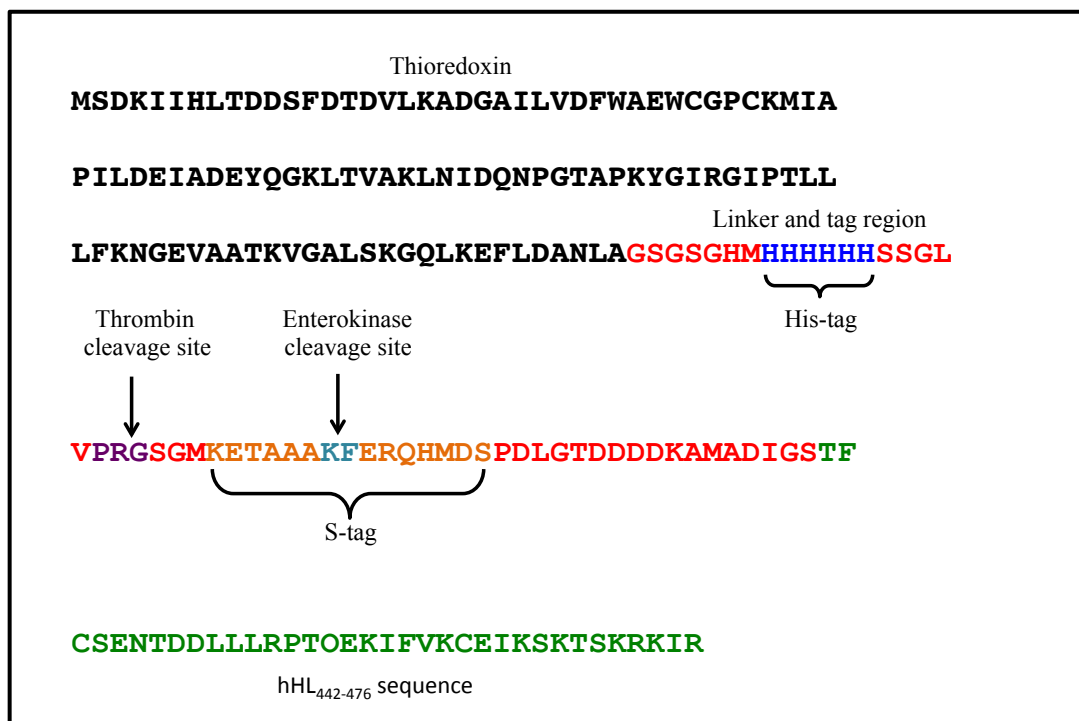 Thioredoxin
MSDKIIHLTDDSFDTDVLKADGAILVDFWAEWCGPCKMIA
PILDEIADEYQGKLTVAKLNIDQNPGTAPKYGIRGIPTLL
Linker and tag region
LFKNGEVAATKVGALSKGQLKEFLDANLAGSGSGHMHHHHHHSSGL
His-tag
Thrombin cleavage site
Enterokinase cleavage site
VPRGSGMKETAAAKFERQHMDSPDLGTDDDDKAMADIGSTF
S-tag
CSENTDDLLLRPTOEKIFVKCEIKSKTSKRKIR
hHL442-476 sequence